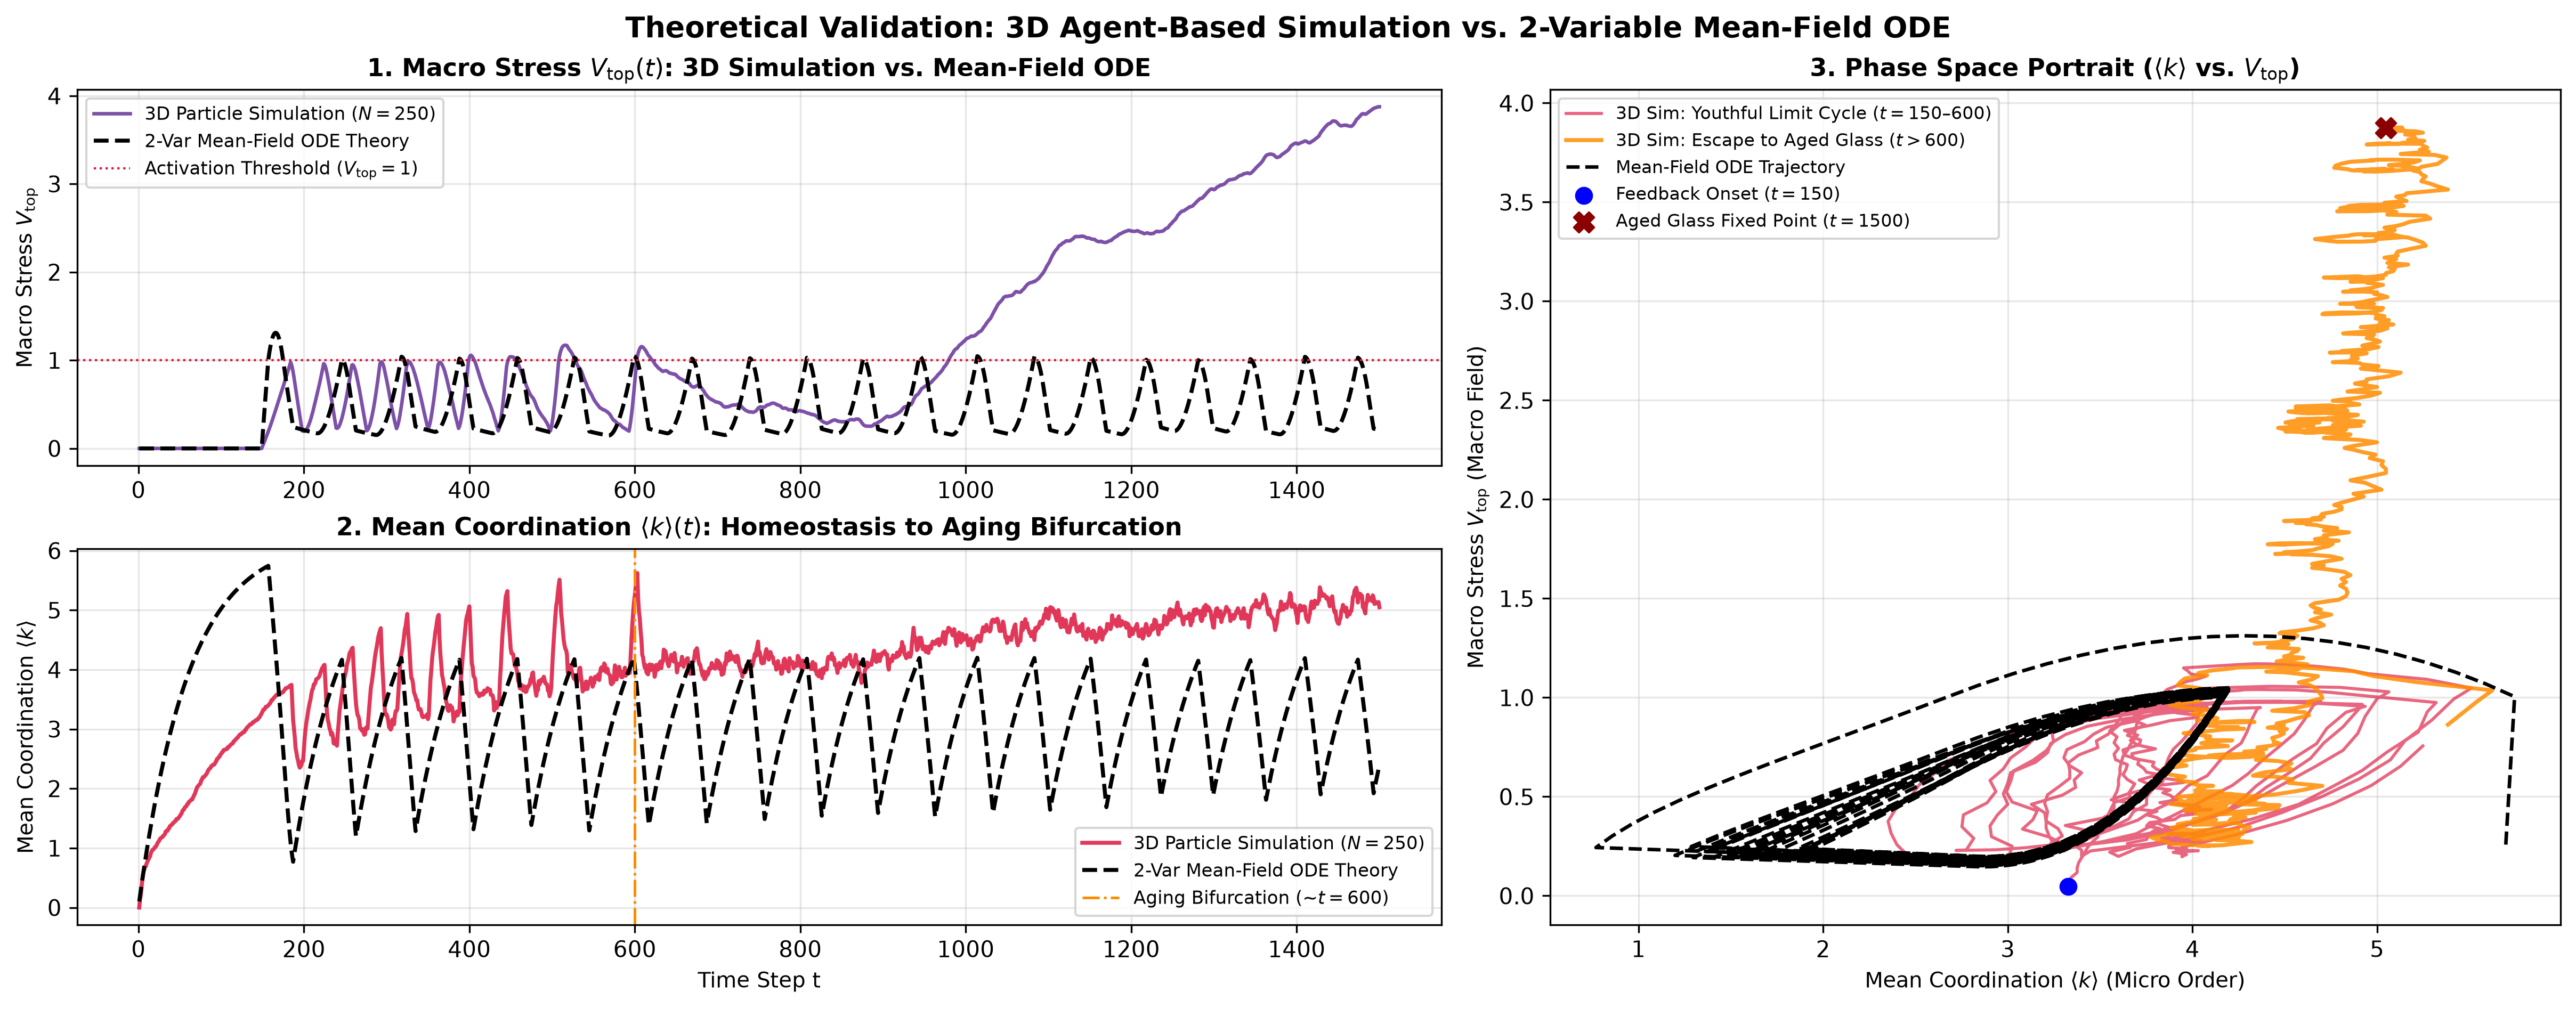 Theoretical Validation: 3D Agent-Based Simulation vs. 2-Variable Mean-Field ODE
1. Macro Stress V_top(t): 3D Simulation vs. Mean-Field ODE
Macro Stress V_top
4
3
2
1
0
3D Particle Simulation (N = 250)
2-Var Mean-Field ODE Theory
Activation Threshold (V_top = 1)
0 200 400 600 800 1000 1200 1400
2. Mean Coordination ⟨k⟩(t): Homeostasis to Aging Bifurcation
Mean Coordination ⟨k⟩
6
5
4
3
2
1
0
3D Particle Simulation (N = 250)
2-Var Mean-Field ODE Theory
Aging Bifurcation (~t = 600)
0 200 400 600 800 1000 1200 1400
Time Step t
3. Phase Space Portrait (⟨k⟩ vs. V_top)
Macro Stress V_top (Macro Field)
4.0
3.5
3.0
2.5
2.0
1.5
1.0
0.5
0.0
3D Sim: Youthful Limit Cycle (t = 150–600)
3D Sim: Escape to Aged Glass (t > 600)
Mean-Field ODE Trajectory
Feedback Onset (t = 150)
Aged Glass Fixed Point (t = 1500)
1 2 3 4 5
Mean Coordination ⟨k⟩ (Micro Order)